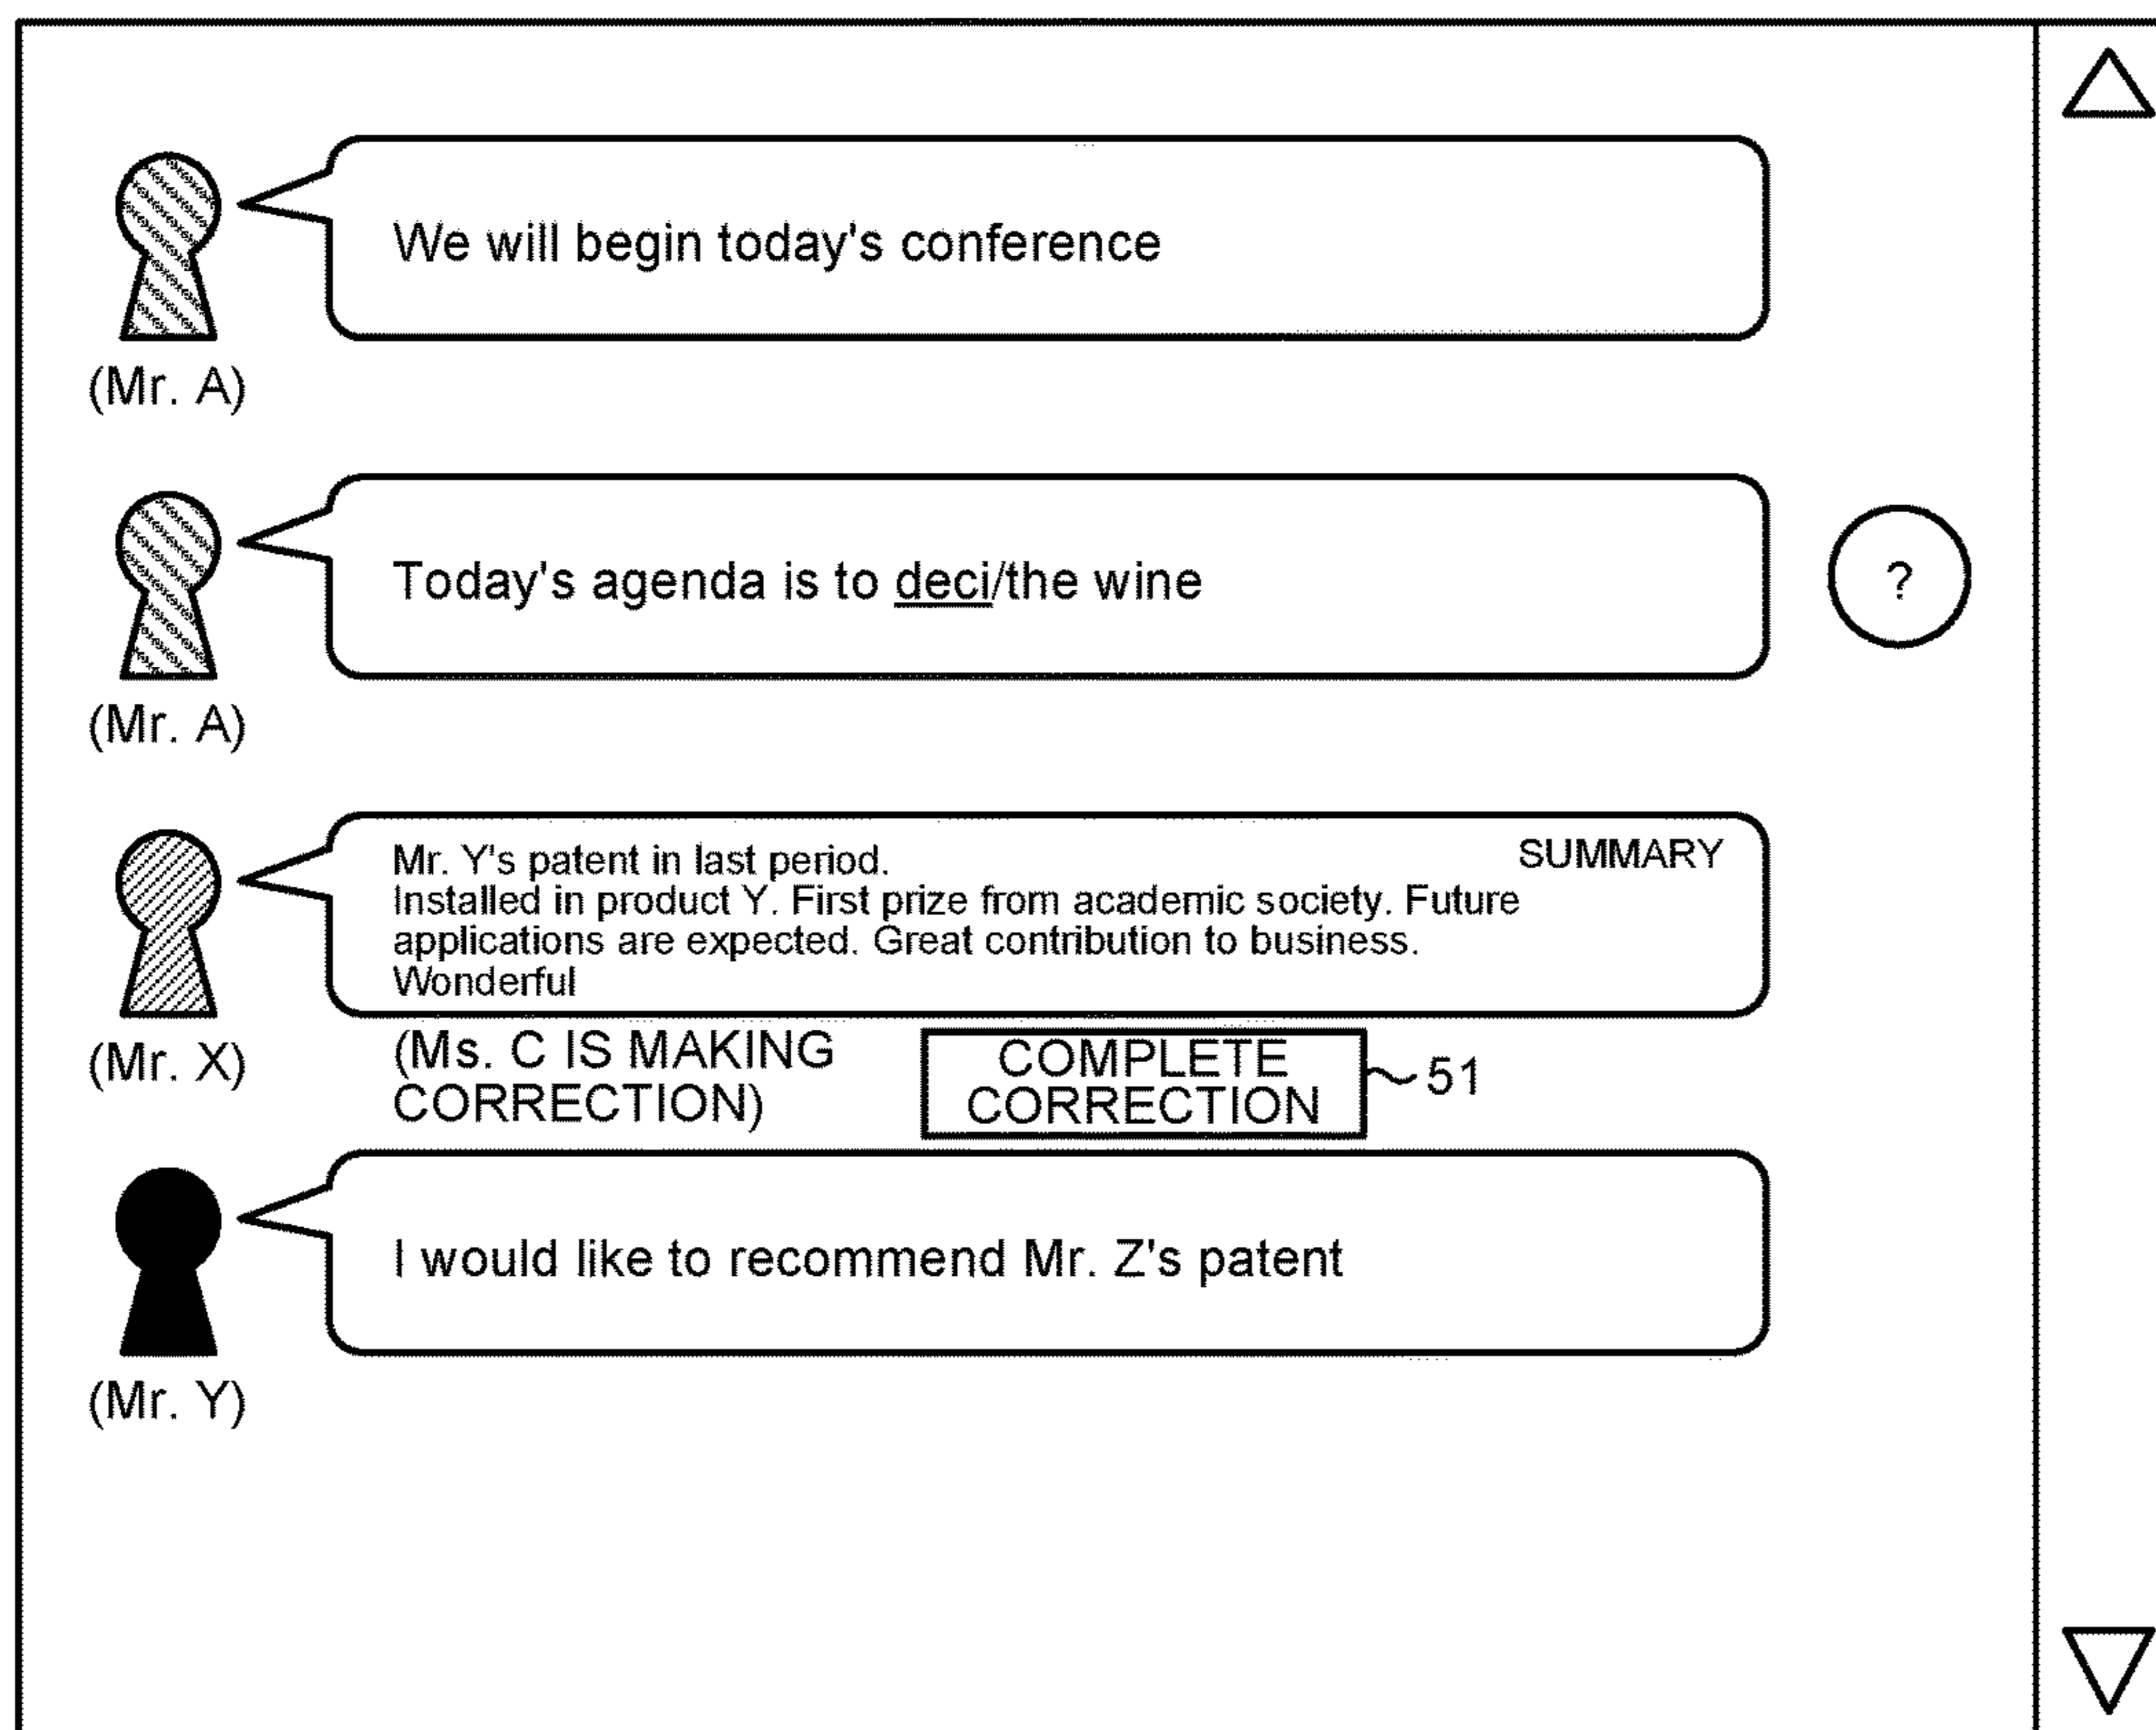 We will begin today's conference
(Mr. A)
Today's agenda is to deci/the wine
?
(Mr. A)
SUMMARY
Mr. Y's patent in last period.
Installed in product Y. First prize from academic society. Future
applications are expected. Great contribution to business.
Wonderful
(Mr. X)
(Ms. C IS MAKING
CORRECTION)
COMPLETE
CORRECTION
51
I would like to recommend Mr. Z's patent
(Mr. Y)